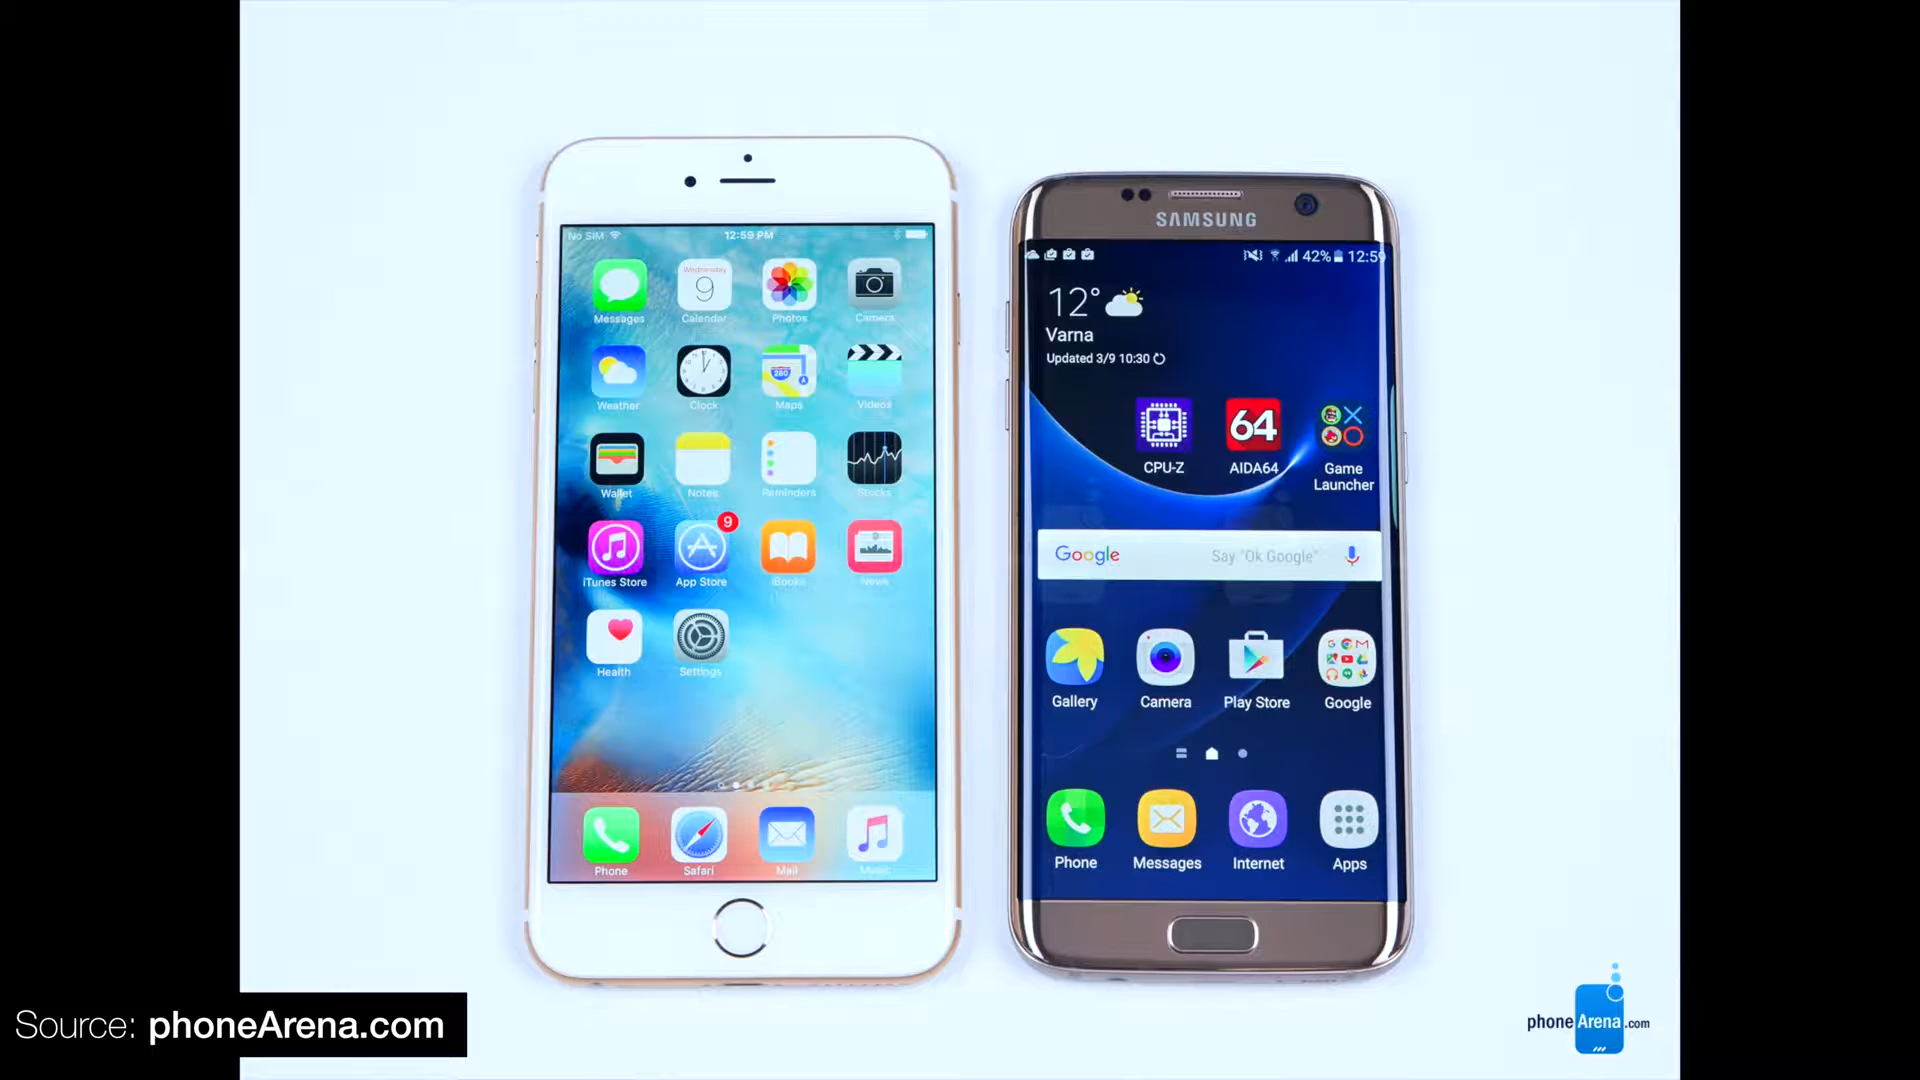 No SIM
12:59 PM
Messages
Wednesday
9
Calendar
Photos
Camera
Weather
Clock
280
Maps
Videos
Wallet
Notes
Reminders
Stocks
iTunes Store
9
App Store
iBooks
News
Health
Settings
Phone
Safari
Mail
Music
SAMSUNG
42% 12:59
12°
Varna
Updated 3/9 10:30
CPU-Z
64
AIDA64
Game
Launcher
Google
Say "Ok Google"
Gallery
Camera
Play Store
Google
Phone
Messages
Internet
Apps
Source: phoneArena.com
phoneArena.com